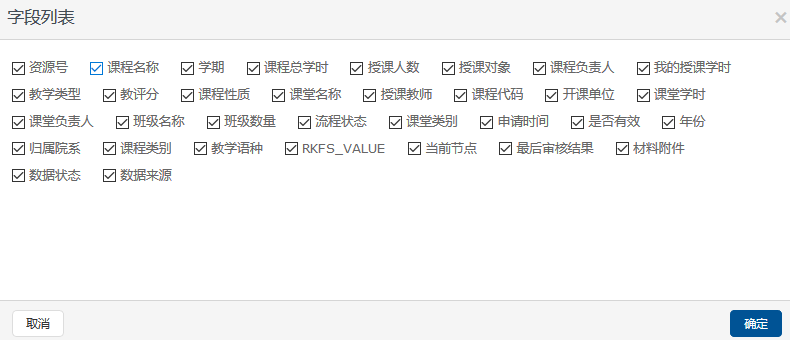 字段列表
资源号 课程名称 学期 课程总学时 授课人数 授课对象 课程负责人 我的授课学时
教学类型 教评分 课程性质 课堂名称 授课教师 课程代码 开课单位 课堂学时
课堂负责人 班级名称 班级数量 流程状态 课堂类别 申请时间 是否有效 年份
归属院系 课程类别 教学语种 RKFS_VALUE 当前节点 最后审核结果 材料附件
数据状态 数据来源
取消 确定